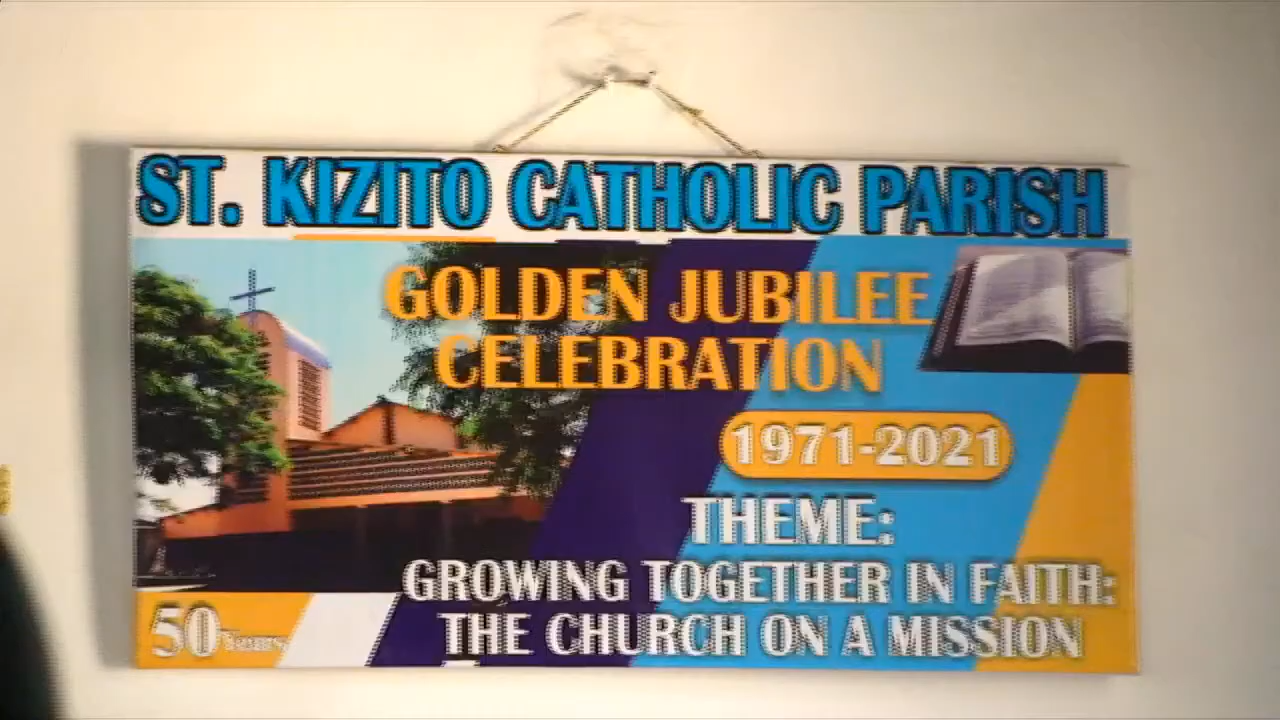 ST. KIZITO CATHOLIC PARISH
GOLDEN JUBILEE
CELEBRATION
1971-2021
THEME:
GROWING TOGETHER IN FAITH:
THE CHURCH ON A MISSION
50 Years